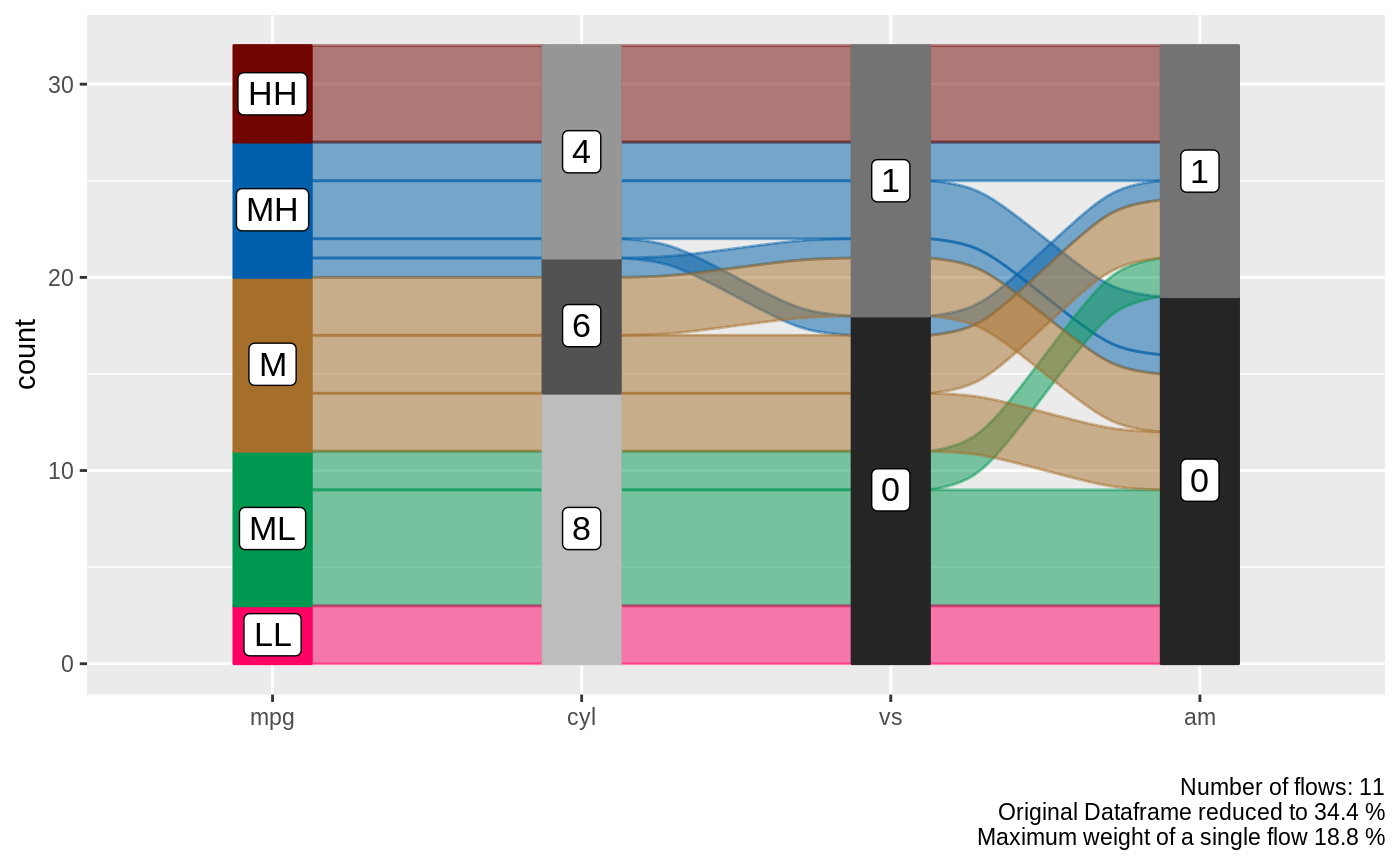 count
30
20
10
0
HH
MH
M
ML
LL
4
6
8
1
0
1
0
mpg
cyl
vs
am
Number of flows: 11
Original Dataframe reduced to 34.4 %
Maximum weight of a single flow 18.8 %